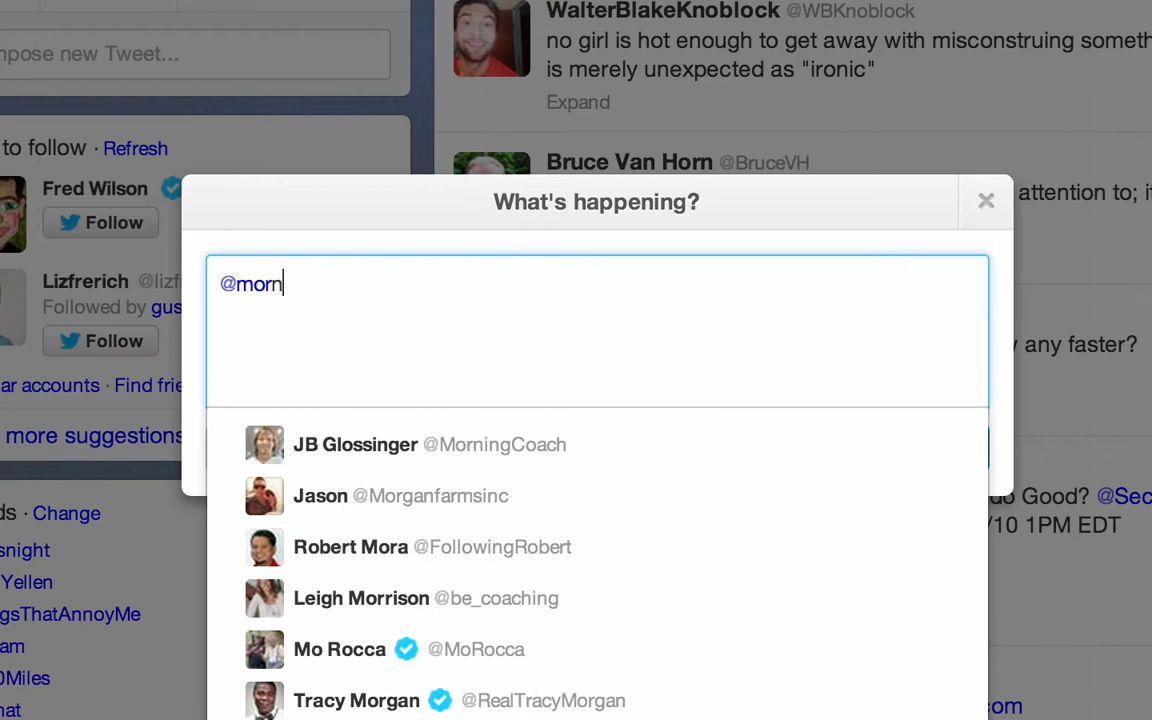 WalterBlakeKnoblock @WBKnoblock
no girl is hot enough to get away with misconstruing someth
is merely unexpected as "ironic"
Expand
Bruce Van Horn @BruceVH
attention to; i
any faster?
do Good? @Sec
/10 1PM EDT
.com
pose new Tweet...
to follow · Refresh
Fred Wilson
Follow
Lizfrerich @lizf
Followed by gus
Follow
ar accounts · Find frie
more suggestions
ds · Change
snight
Yellen
gsThatAnnoyMe
am
0Miles
hat
What's happening?
@morn
JB Glossinger @MorningCoach
Jason @Morganfarmsinc
Robert Mora @FollowingRobert
Leigh Morrison @be_coaching
Mo Rocca @MoRocca
Tracy Morgan @RealTracyMorgan